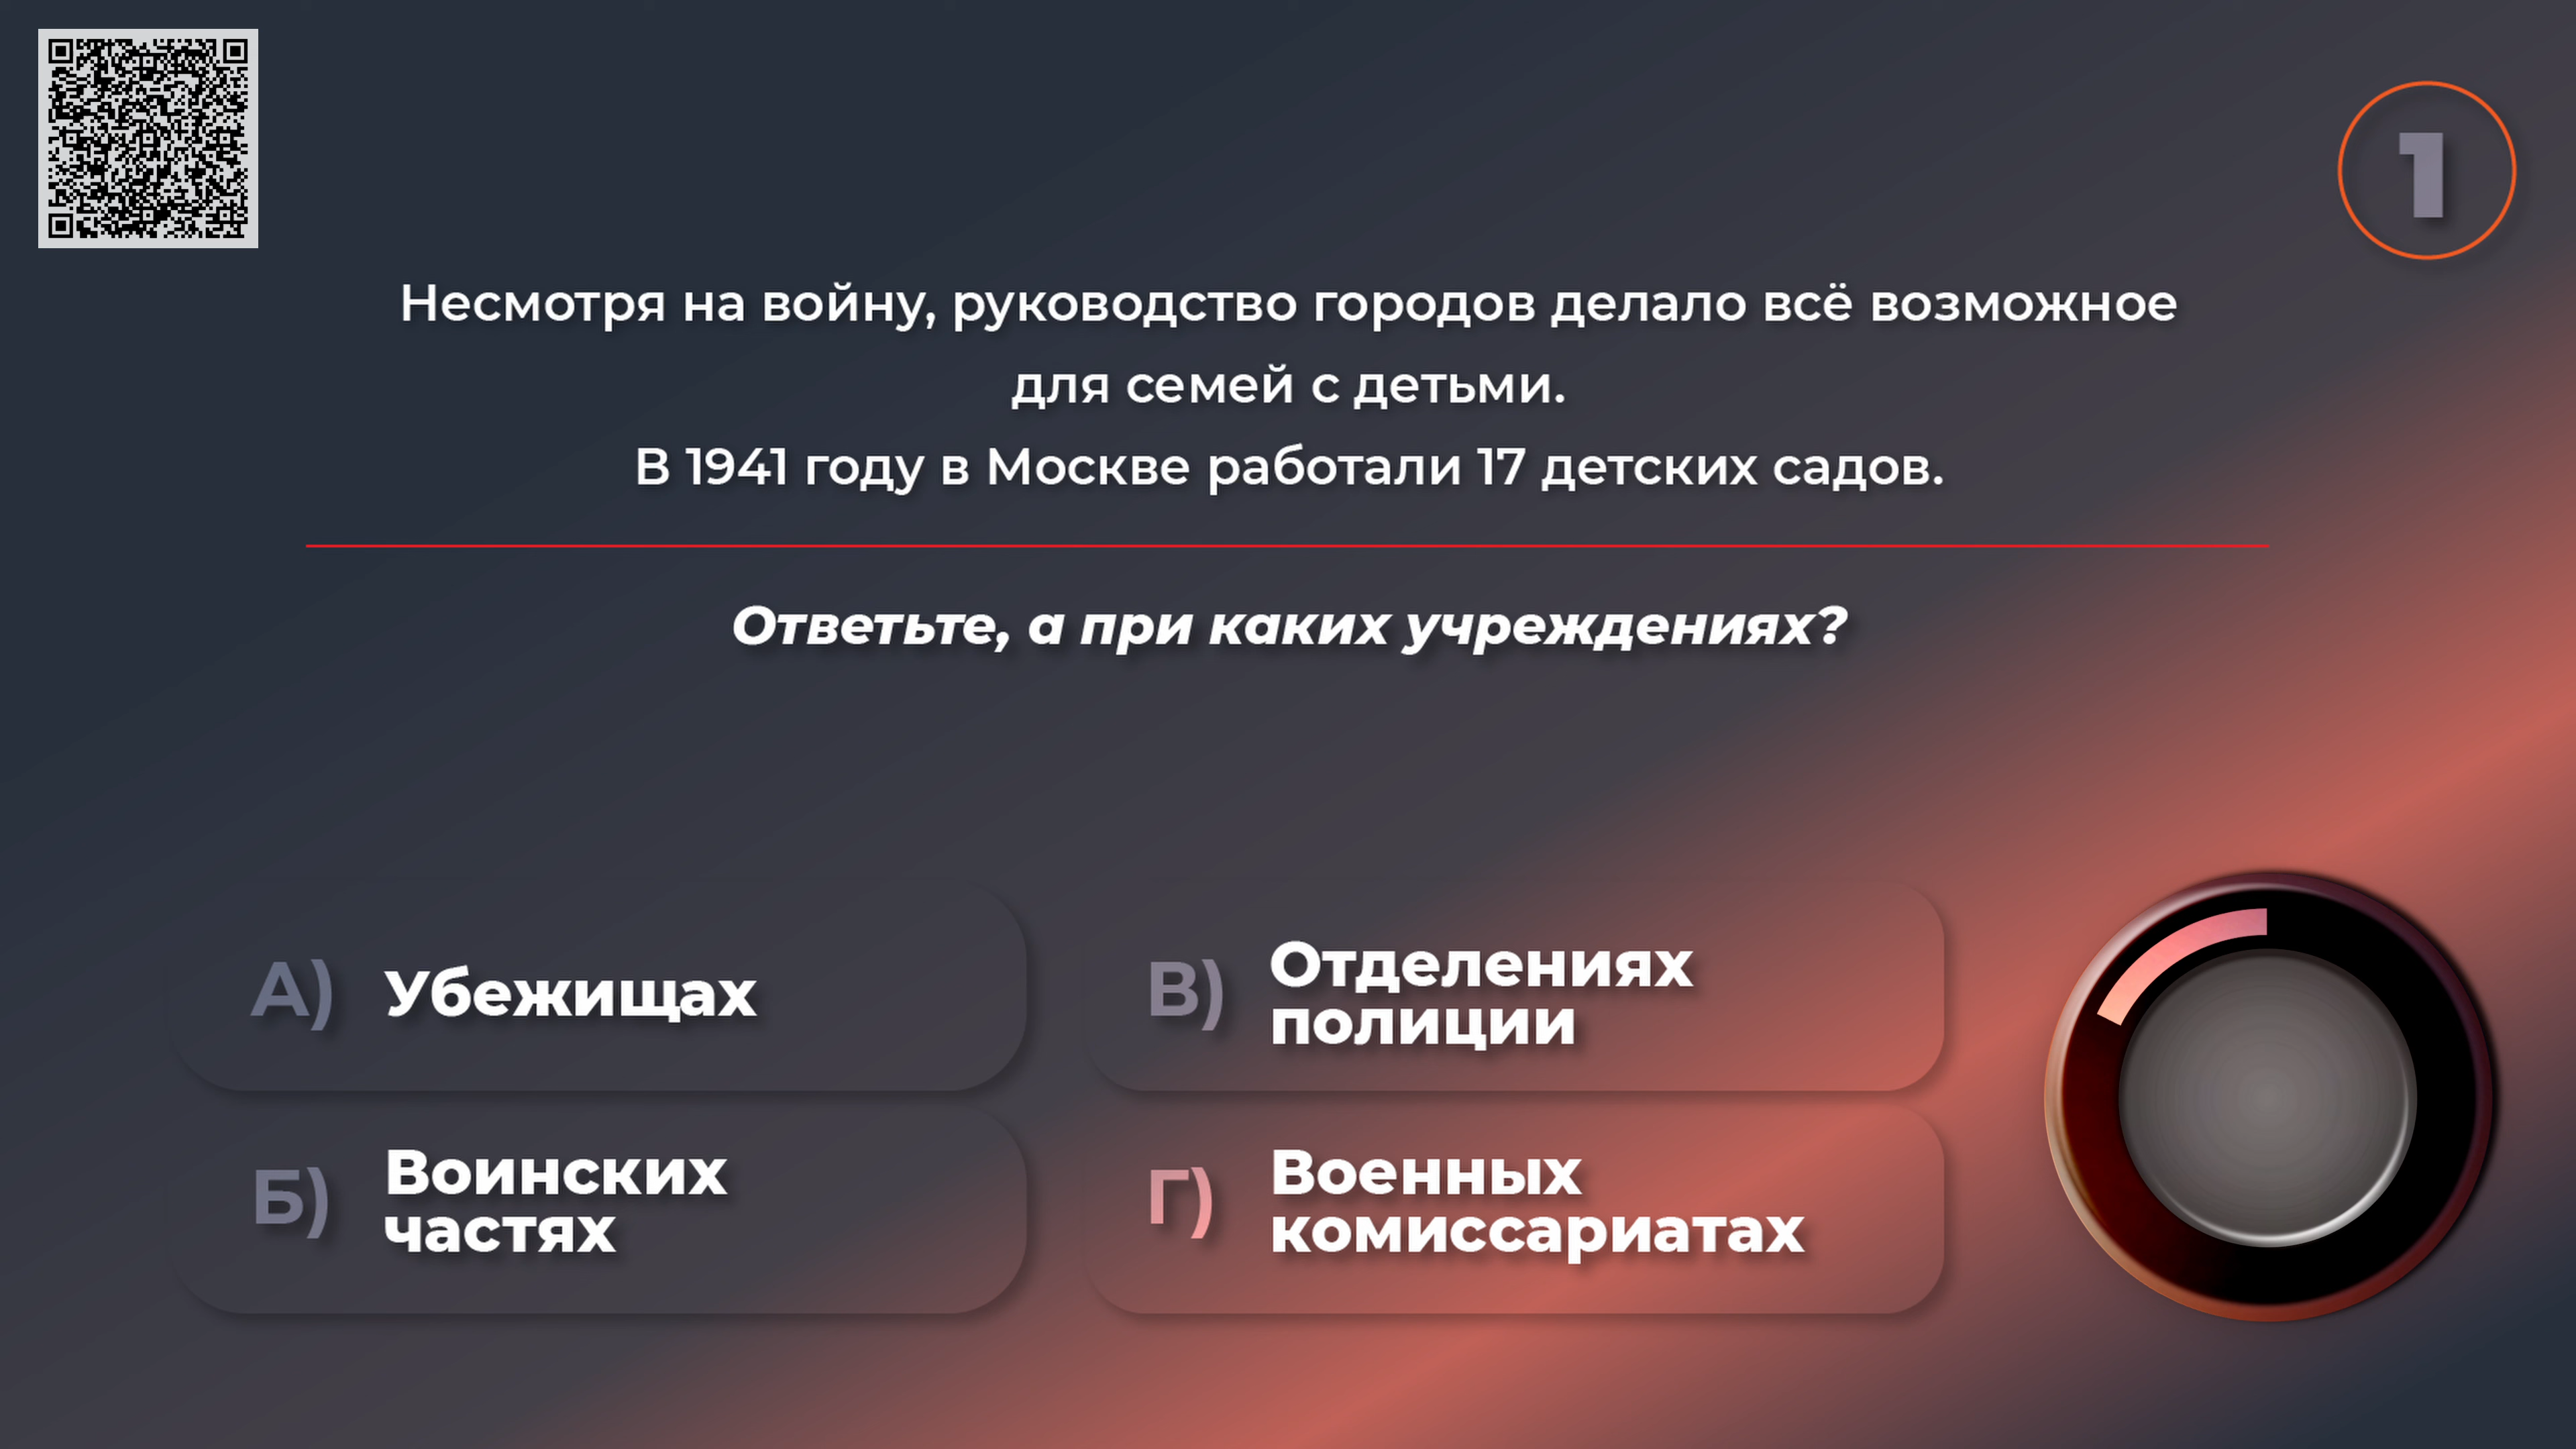 1
Несмотря на войну, руководство городов делало всё возможное
для семей с детьми.
В 1941 году в Москве работали 17 детских садов.
Ответьте, а при каких учреждениях?
А) Убежищах
В) Отделениях
полиции
Б) Воинских
частях
Г) Военных
комиссариатах